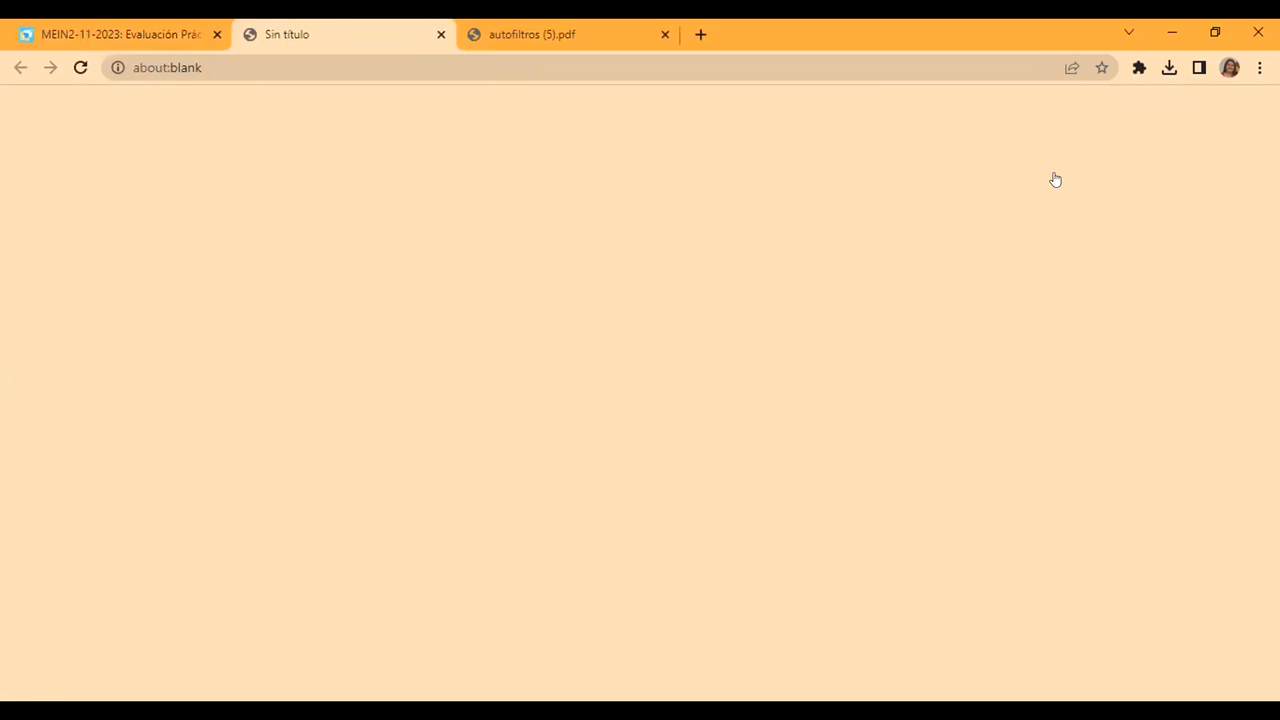 MEIN2-11-2023: Evaluación Prác
Sin título
autofiltros (5).pdf
about:blank